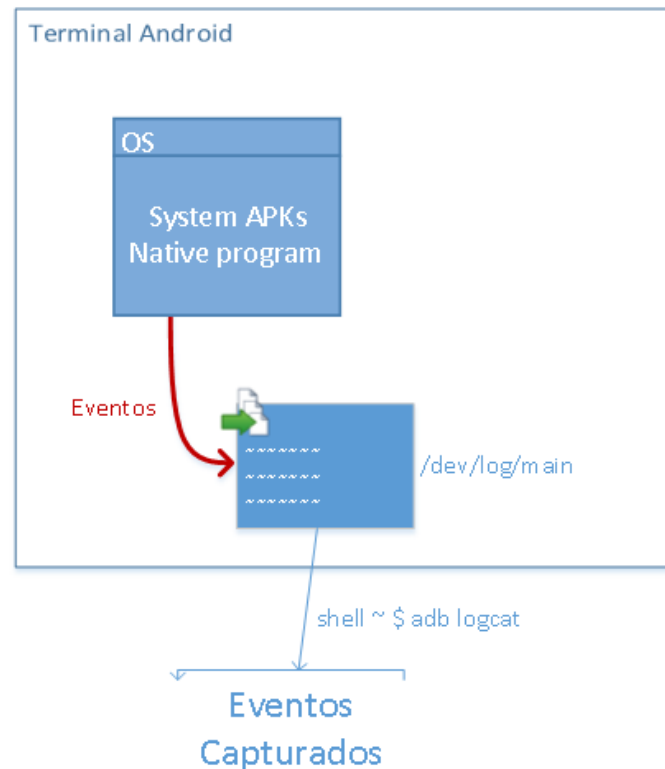 Terminal Android
OS
System APKs
Native program
Eventos
~~~~~~~
~~~~~~~
~~~~~~~
/dev/log/main
shell ~ $ adb logcat
Eventos
Capturados